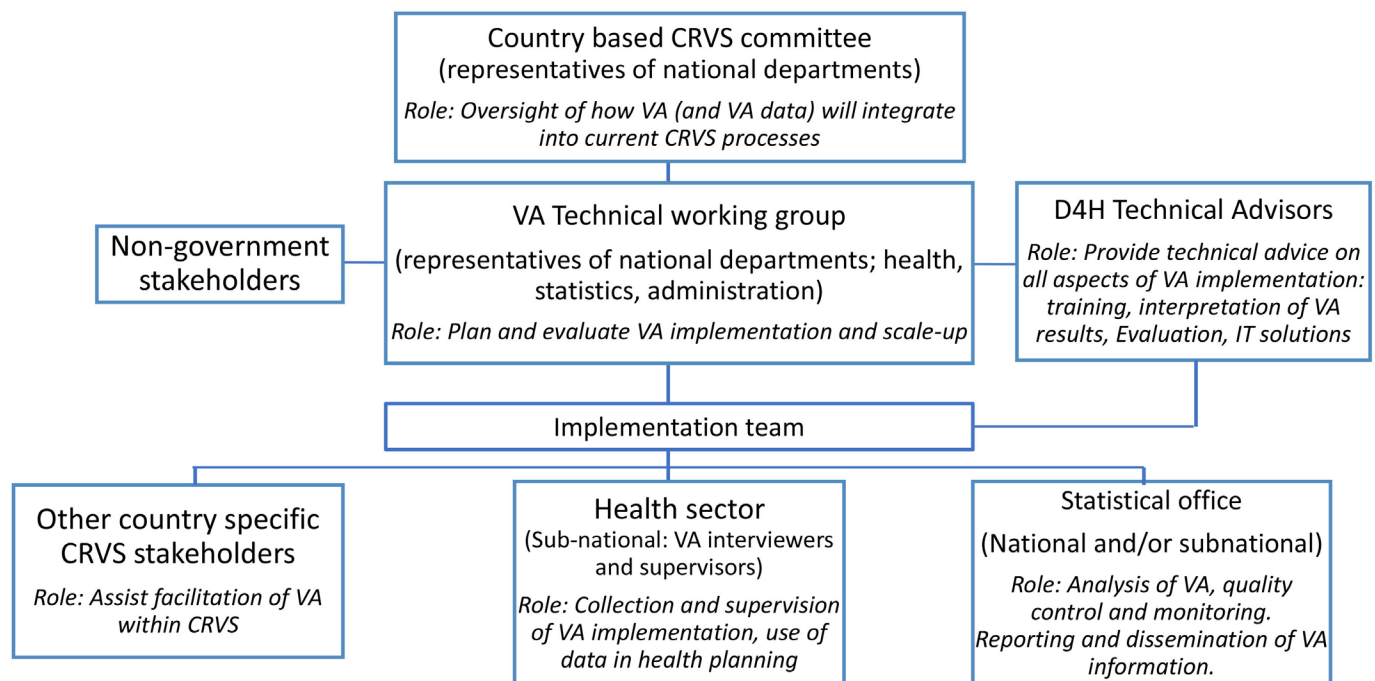 Country based CRVS committee
(representatives of national departments)
Role: Oversight of how VA (and VA data) will integrate
into current CRVS processes
Non-government
stakeholders
VA Technical working group
(representatives of national departments; health,
statistics, administration)
Role: Plan and evaluate VA implementation and scale-up
D4H Technical Advisors
Role: Provide technical advice on
all aspects of VA implementation:
training, interpretation of VA
results, Evaluation, IT solutions
Implementation team
Other country specific
CRVS stakeholders
Role: Assist facilitation of VA
within CRVS
Health sector
(Sub-national: VA interviewers
and supervisors)
Role: Collection and supervision
of VA implementation, use of
data in health planning
Statistical office
(National and/or subnational)
Role: Analysis of VA, quality
control and monitoring.
Reporting and dissemination of VA
information.